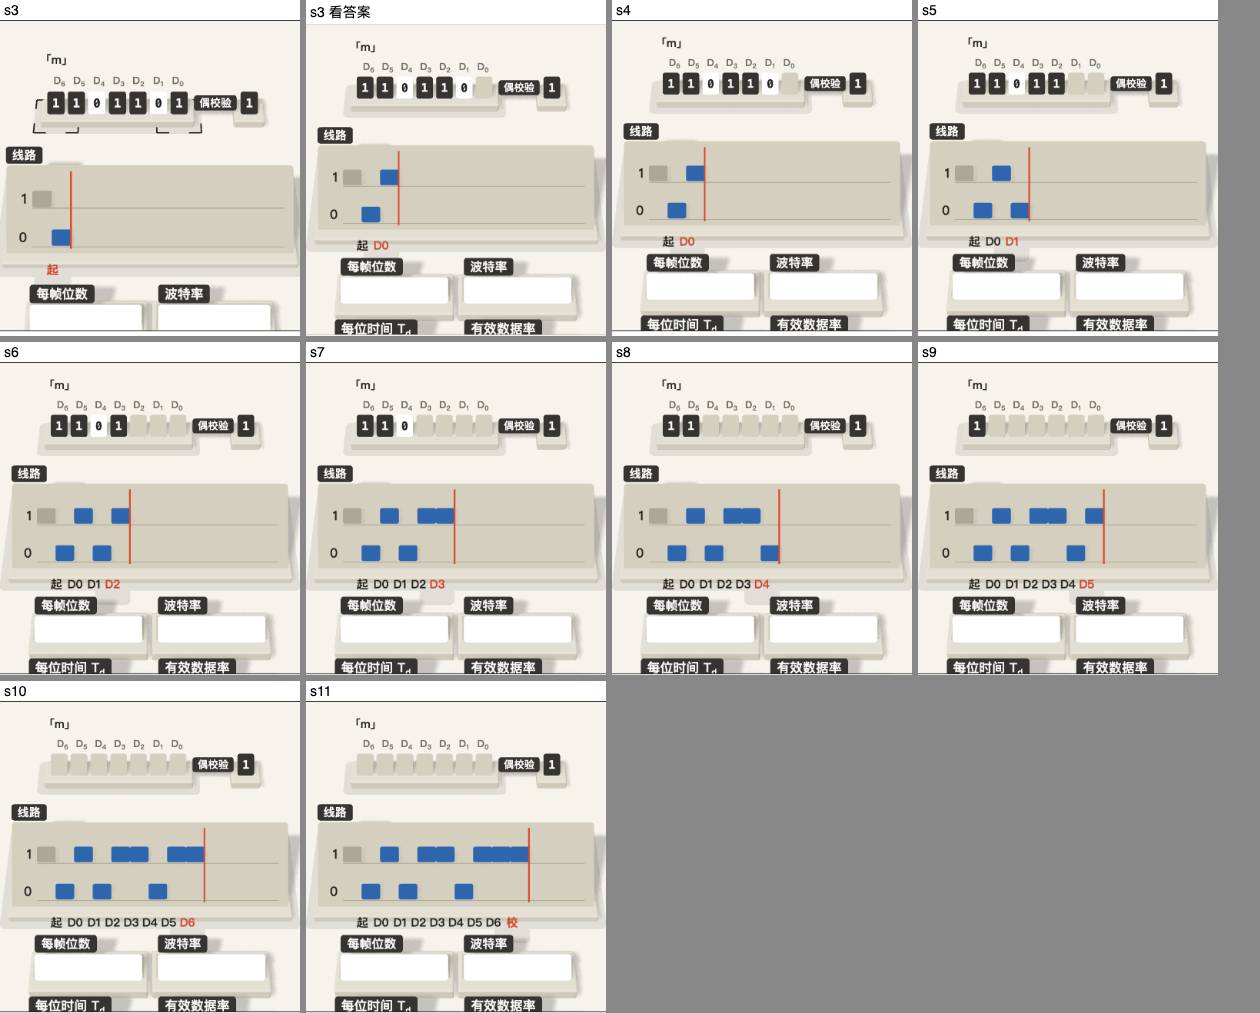 s3
「m」
D₆ D₅ D₄ D₃ D₂ D₁ D₀
1 1 0 1 1 0 1 偶校验 1
线路
1
0
起
每帧位数 波特率
s3 看答案
「m」
D₆ D₅ D₄ D₃ D₂ D₁ D₀
1 1 0 1 1 0 偶校验 1
线路
1
0
起 D0
每帧位数 波特率
每位时间 T_d 有效数据率
s4
「m」
D₆ D₅ D₄ D₃ D₂ D₁ D₀
1 1 0 1 1 0 偶校验 1
线路
1
0
起 D0
每帧位数 波特率
每位时间 T_d 有效数据率
s5
「m」
D₆ D₅ D₄ D₃ D₂ D₁ D₀
1 1 0 1 1 偶校验 1
线路
1
0
起 D0 D1
每帧位数 波特率
每位时间 T_d 有效数据率
s6
「m」
D₆ D₅ D₄ D₃ D₂ D₁ D₀
1 1 0 1 偶校验 1
线路
1
0
起 D0 D1 D2
每帧位数 波特率
每位时间 T_d 有效数据率
s7
「m」
D₆ D₅ D₄ D₃ D₂ D₁ D₀
1 1 0 偶校验 1
线路
1
0
起 D0 D1 D2 D3
每帧位数 波特率
每位时间 T_d 有效数据率
s8
「m」
D₆ D₅ D₄ D₃ D₂ D₁ D₀
1 1 偶校验 1
线路
1
0
起 D0 D1 D2 D3 D4
每帧位数 波特率
每位时间 T_d 有效数据率
s9
「m」
D₆ D₅ D₄ D₃ D₂ D₁ D₀
1 偶校验 1
线路
1
0
起 D0 D1 D2 D3 D4 D5
每帧位数 波特率
每位时间 T_d 有效数据率
s10
「m」
D₆ D₅ D₄ D₃ D₂ D₁ D₀
偶校验 1
线路
1
0
起 D0 D1 D2 D3 D4 D5 D6
每帧位数 波特率
每位时间 T_d 有效数据率
s11
「m」
D₆ D₅ D₄ D₃ D₂ D₁ D₀
偶校验 1
线路
1
0
起 D0 D1 D2 D3 D4 D5 D6 校
每帧位数 波特率
每位时间 T_d 有效数据率